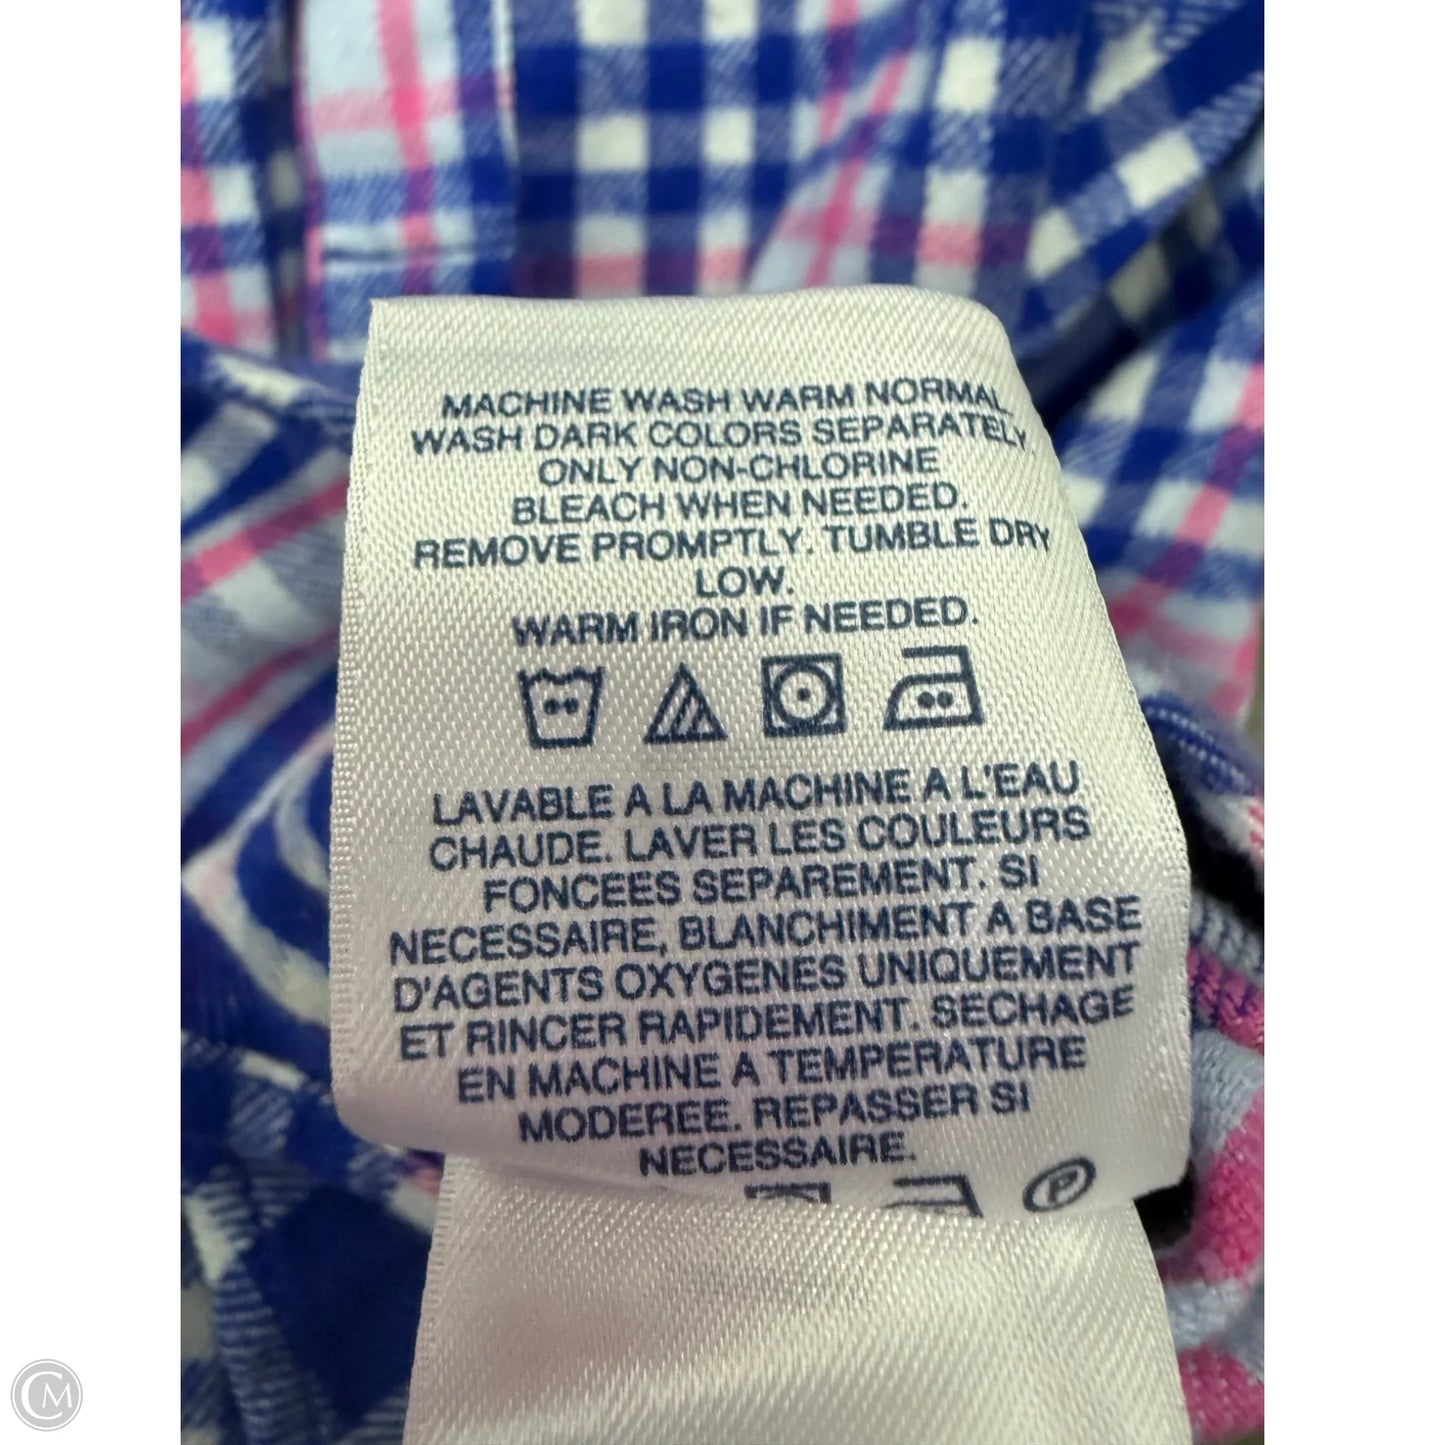 MACHINE WASH WARM NORMAL.
WASH DARK COLORS SEPARATELY
ONLY NON-CHLORINE
BLEACH WHEN NEEDED.
REMOVE PROMPTLY. TUMBLE DRY
LOW.
WARM IRON IF NEEDED.
LAVABLE A LA MACHINE A L'EAU
CHAUDE. LAVER LES COULEURS
FONCEES SEPAREMENT. SI
NECESSAIRE, BLANCHIMENT A BASE
D'AGENTS OXYGENES UNIQUEMENT
ET RINCER RAPIDEMENT. SECHAGE
EN MACHINE A TEMPERATURE
MODEREE. REPASSER SI
NECESSAIRE.
P
CM